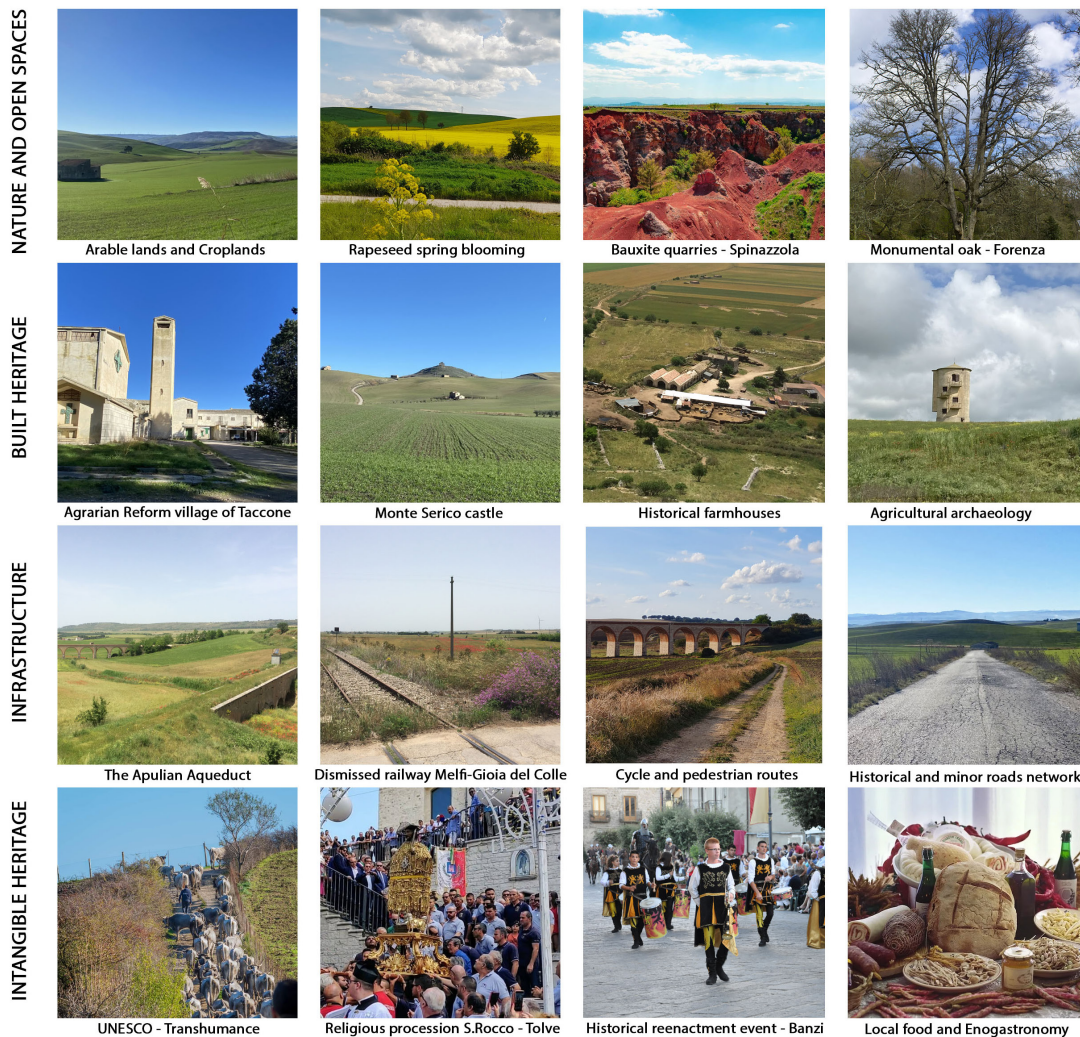 NATURE AND OPEN SPACES
Arable lands and Croplands
Rapeseed spring blooming
Bauxite quarries - Spinazzola
Monumental oak - Forenza
BUILT HERITAGE
Agrarian Reform village of Taccone
Monte Serico castle
Historical farmhouses
Agricultural archaeology
INFRASTRUCTURE
The Apulian Aqueduct
Dismissed railway Melfi-Gioia del Colle
Cycle and pedestrian routes
Historical and minor roads network
INTANGIBLE HERITAGE
UNESCO - Transhumance
Religious procession S.Rocco - Tolve
Historical reenactment event - Banzi
Local food and Enogastronomy